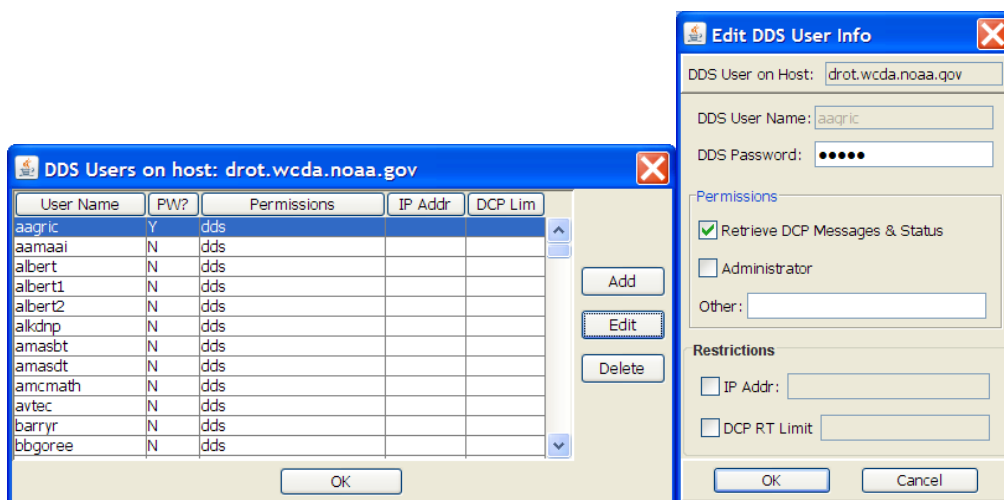 DDS Users on host: drot.wcda.noaa.gov
User Name PW? Permissions IP Addr DCP Lim
aagric Y dds
aamaai N dds
albert N dds
albert1 N dds
albert2 N dds
alkdnp N dds
amasbt N dds
amasdt N dds
amcmath N dds
avtec N dds
barryr N dds
bbgoree N dds
Add
Edit
Delete
OK
Edit DDS User Info
DDS User on Host: drot.wcda.noaa.gov
DDS User Name: aagric
DDS Password: •••••
Permissions
Retrieve DCP Messages & Status
Administrator
Other:
Restrictions
IP Addr:
DCP RT Limit
OK Cancel